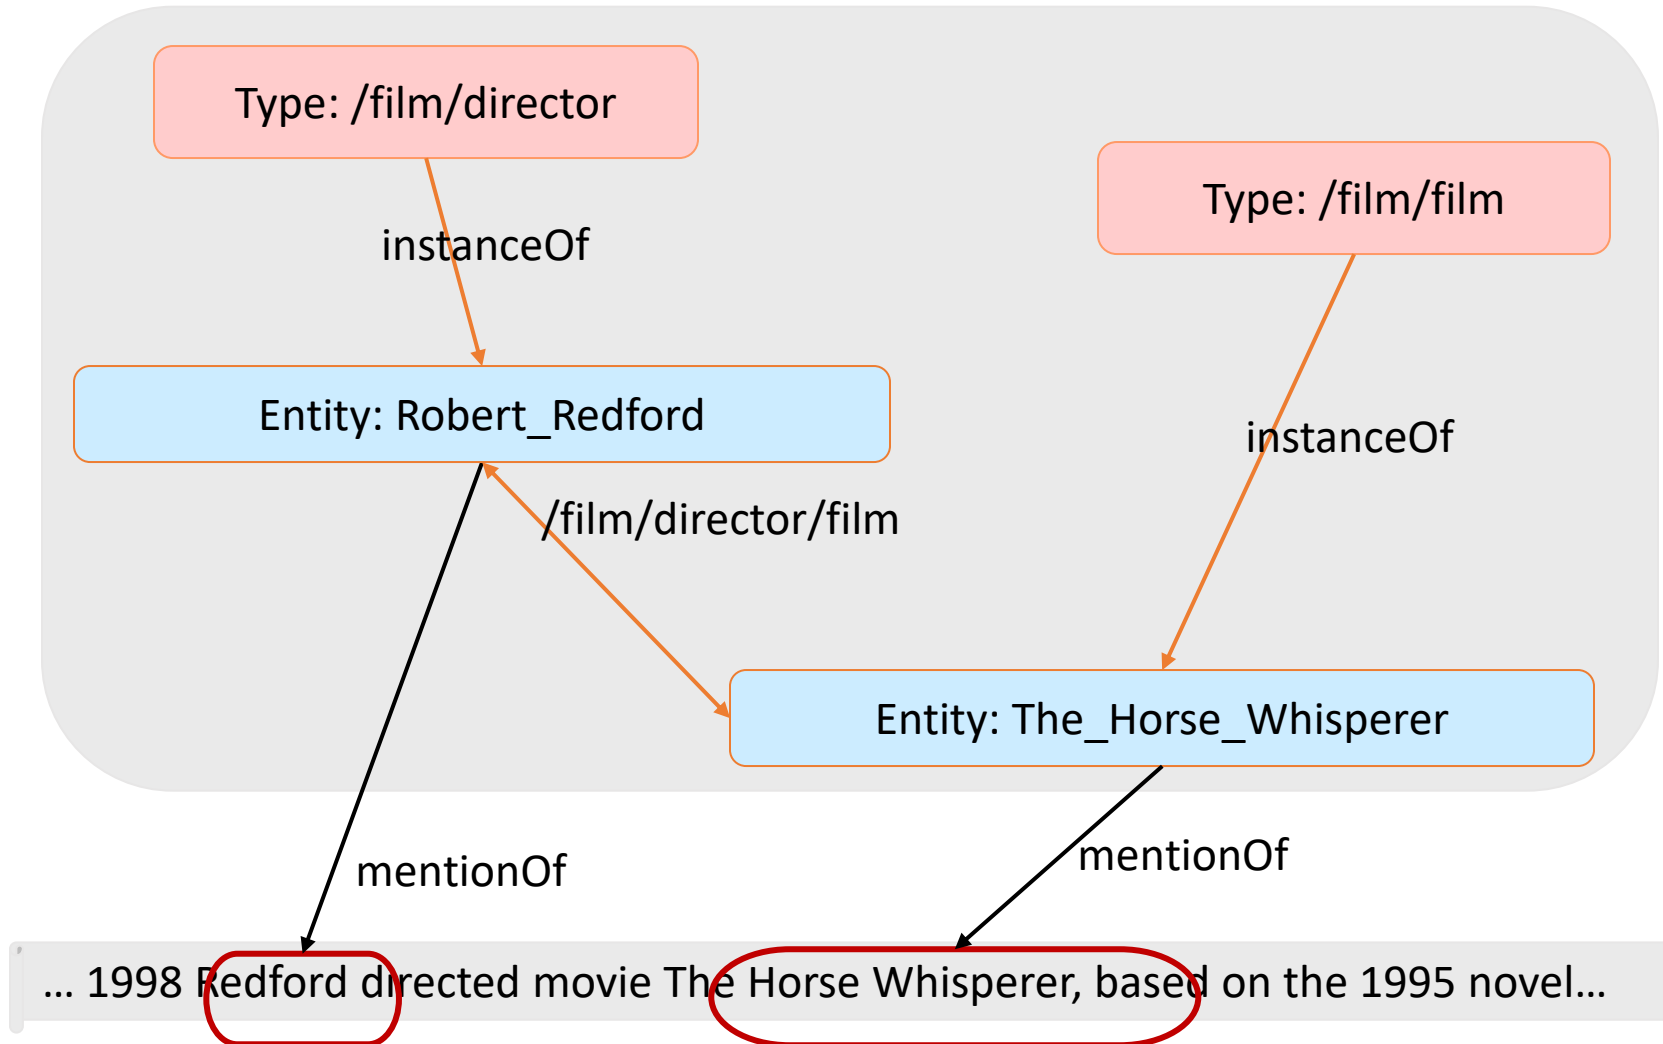 Type: /film/director
Type: /film/film
instanceOf
Entity: Robert_Redford
instanceOf
/film/director/film
Entity: The_Horse_Whisperer
mentionOf
mentionOf
... 1998 Redford directed movie The Horse Whisperer, based on the 1995 novel...